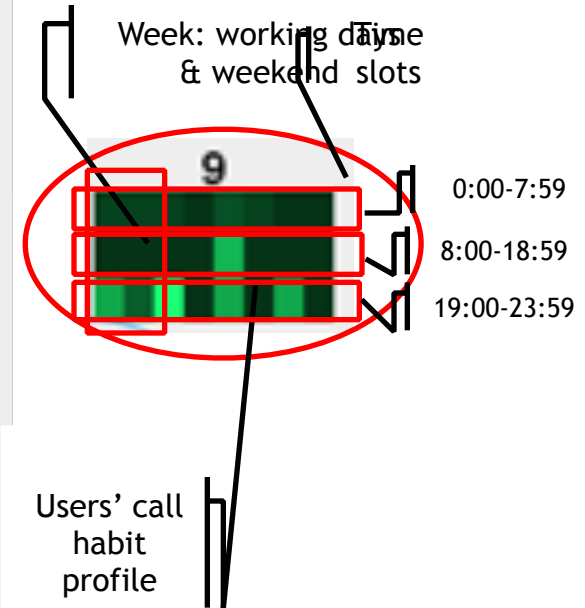 Week: working days
& weekend
Time
slots
9
0:00-7:59
8:00-18:59
19:00-23:59
Users’ call
habit
profile